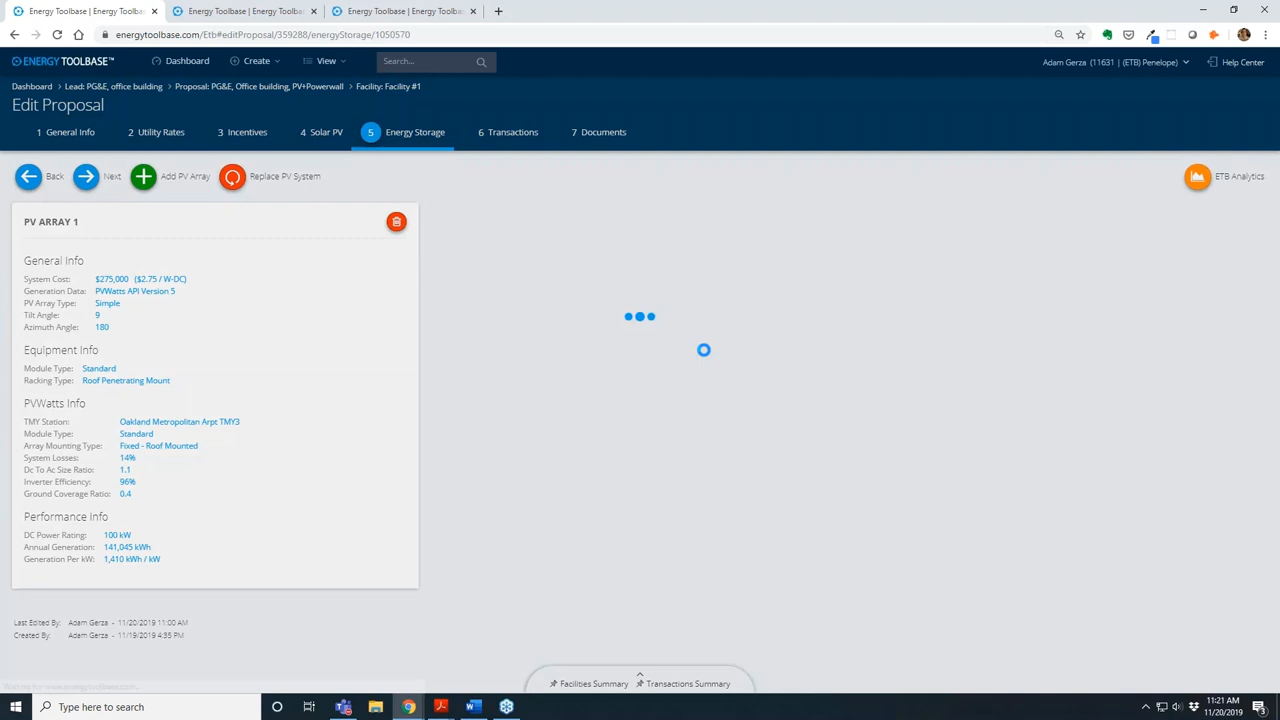 Energy Toolbase | Energy Toolb
Energy Toolbase | Energy Toolb
Energy Toolbase | Energy Toolb
energytoolbase.com/Etb#editProposal/359288/energyStorage/1050570
ENERGY TOOLBASE™
Dashboard
Create
View
Search...
Adam Gerza (11631 | (ETB) Penelope)
Help Center
Dashboard > Lead: PG&E, office building > Proposal: PG&E, Office building, PV+Powerwall > Facility: Facility #1
Edit Proposal
1 General Info
2 Utility Rates
3 Incentives
4 Solar PV
5 Energy Storage
6 Transactions
7 Documents
Back
Next
Add PV Array
Replace PV System
ETB Analytics
PV ARRAY 1
General Info
System Cost: $275,000 ($2.75 / W-DC)
Generation Data: PVWatts API Version 5
PV Array Type: Simple
Tilt Angle: 9
Azimuth Angle: 180
Equipment Info
Module Type: Standard
Racking Type: Roof Penetrating Mount
PVWatts Info
TMY Station: Oakland Metropolitan Arpt TMY3
Module Type: Standard
Array Mounting Type: Fixed - Roof Mounted
System Losses: 14%
Dc To Ac Size Ratio: 1.1
Inverter Efficiency: 96%
Ground Coverage Ratio: 0.4
Performance Info
DC Power Rating: 100 kW
Annual Generation: 141,045 kWh
Generation Per kW: 1,410 kWh / kW
Last Edited By: Adam Gerza - 11/20/2019 11:00 AM
Created By: Adam Gerza - 11/19/2019 4:35 PM
Facilities Summary
Transactions Summary
Waiting for www.energytoolbase.com...
Type here to search
11:21 AM
11/20/2019
3